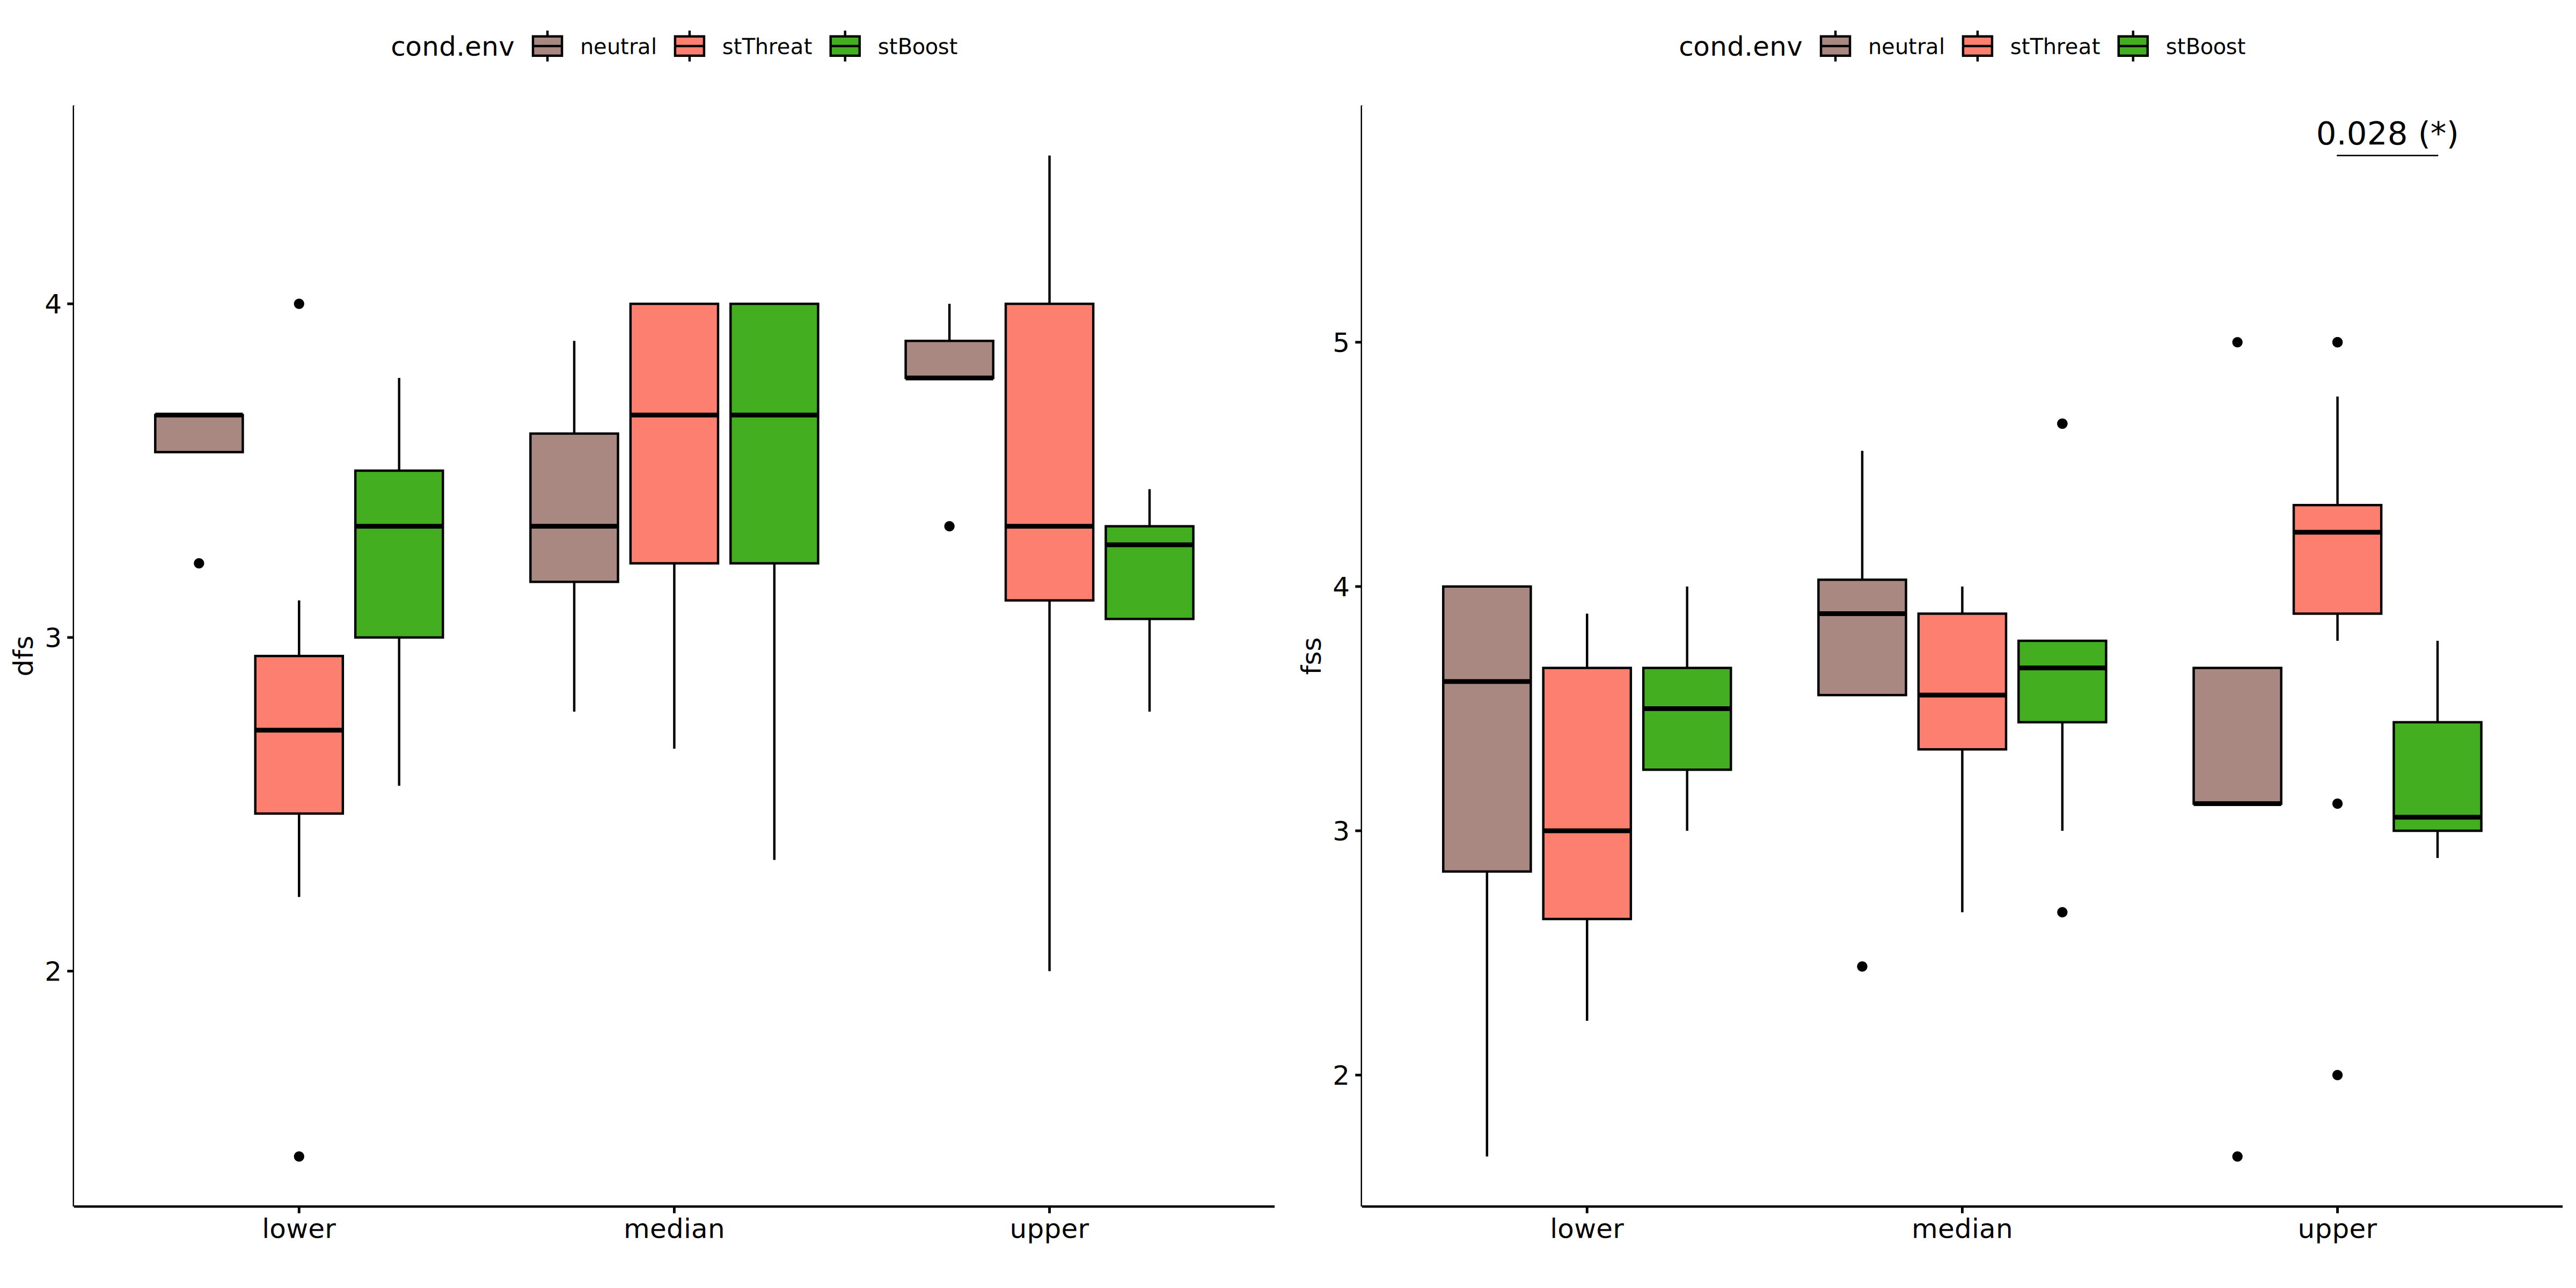 cond.env neutral stThreat stBoost
dfs
4
3
2
lower median upper
cond.env neutral stThreat stBoost
0.028 (*)
fss
5
4
3
2
lower median upper